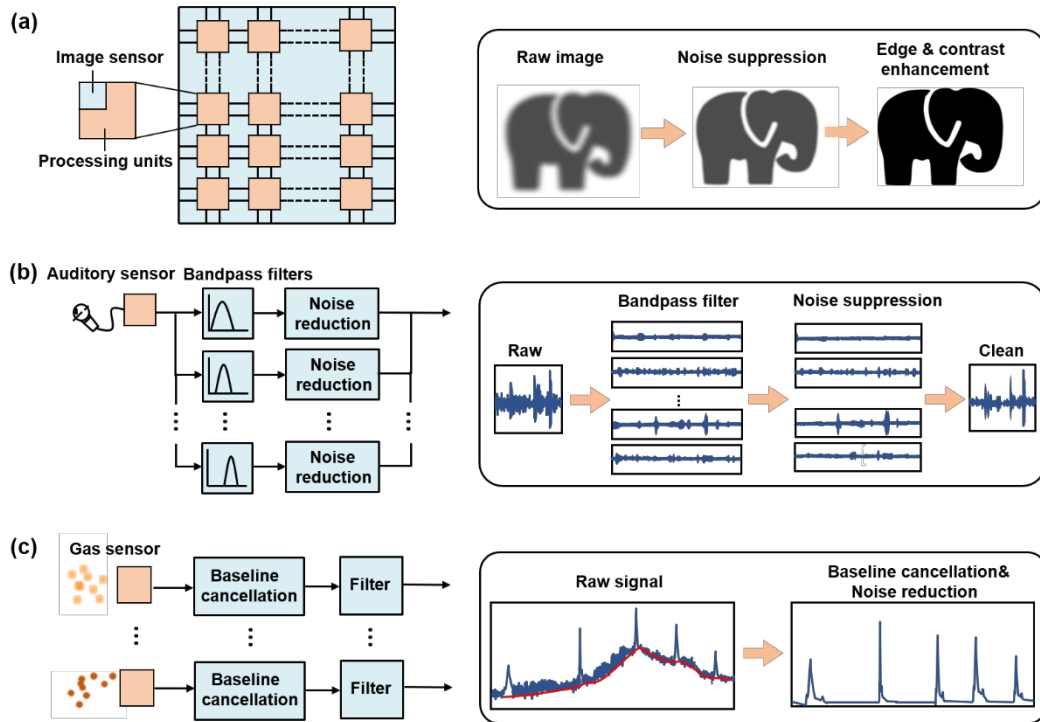 (a)
Image sensor
Processing units
Raw image
Noise suppression
Edge & contrast
enhancement
(b)
Auditory sensor
Bandpass filters
Noise
reduction
Noise
reduction
Noise
reduction
Raw
Bandpass filter
Noise suppression
Clean
(c)
Gas sensor
Baseline
cancellation
Filter
Baseline
cancellation
Filter
Raw signal
Baseline cancellation&
Noise reduction